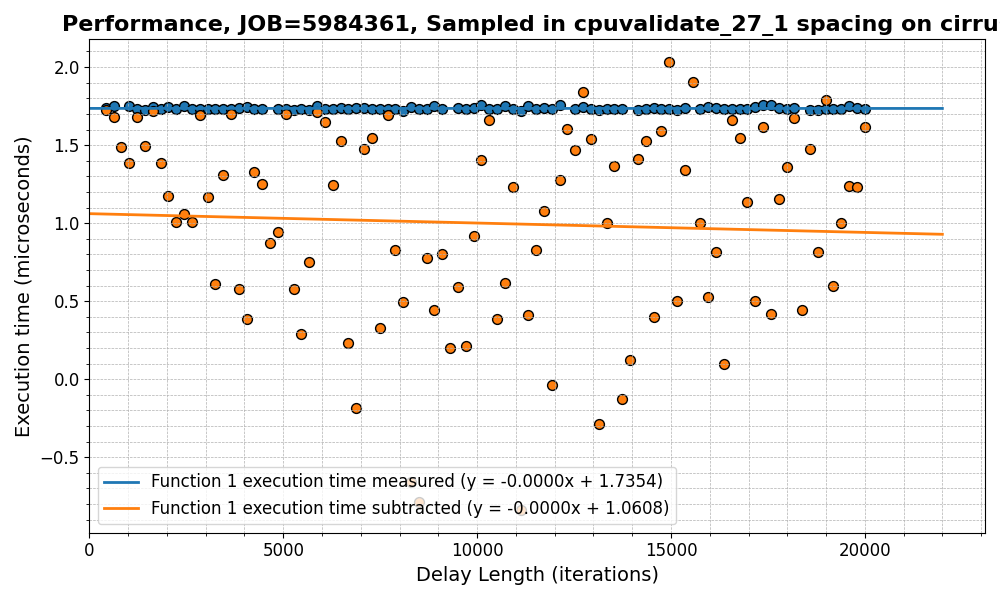 Performance, JOB=5984361, Sampled in cpuvalidate_27_1 spacing on cirru
Execution time (microseconds)
2.0
1.5
1.0
0.5
0.0
−0.5
Function 1 execution time measured (y = -0.0000x + 1.7354)
Function 1 execution time subtracted (y = -0.0000x + 1.0608)
0 5000 10000 15000 20000
Delay Length (iterations)